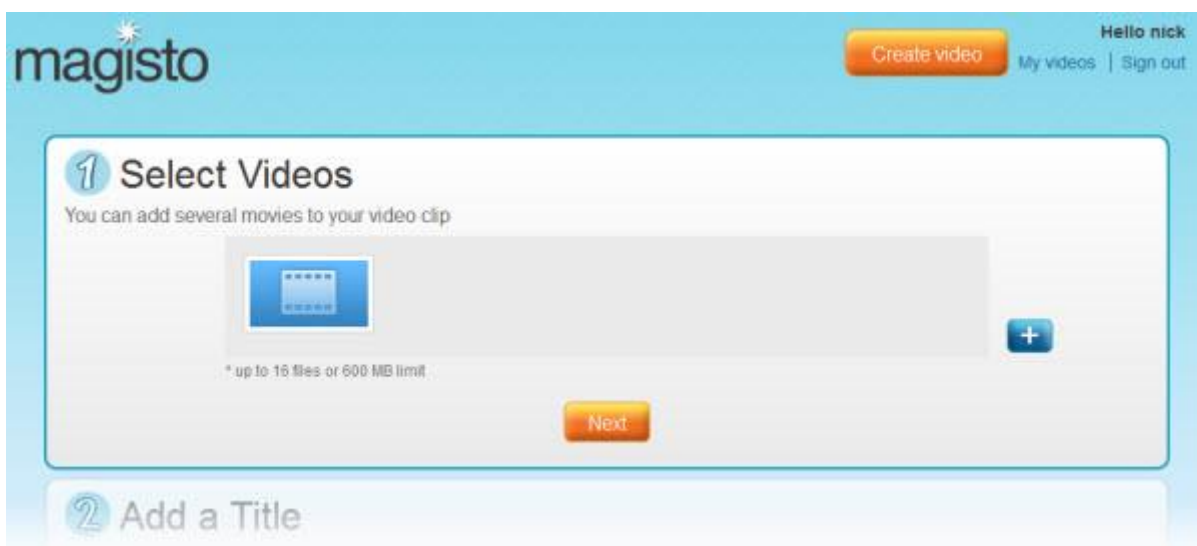 magisto
Create video
Hello nick
My videos | Sign out
1 Select Videos
You can add several movies to your video clip
+
* up to 16 files or 600 MB limit
Next
2 Add a Title